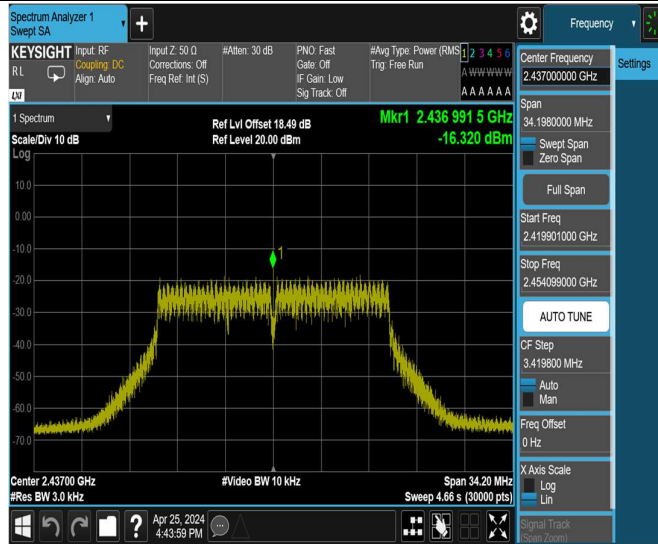 Spectrum Analyzer 1
Swept SA
+
Frequency
KEYSIGHT
RL
LXI
Input: RF
Coupling: DC
Align: Auto
Input Z: 50 Ω
Corrections: Off
Freq Ref: Int (S)
#Atten: 30 dB
PNO: Fast
Gate: Off
IF Gain: Low
Sig Track: Off
#Avg Type: Power (RMS
Trig: Free Run
1 2 3 4 5 6
A W W W W W
A A A A A A
Center Frequency
2.437000000 GHz
Settings
Span
34.1980000 MHz
Swept Span
Zero Span
Full Span
Start Freq
2.419901000 GHz
Stop Freq
2.454099000 GHz
AUTO TUNE
CF Step
3.419800 MHz
Auto
Man
Freq Offset
0 Hz
X Axis Scale
Log
Lin
Signal Track
(Span Zoom)
1 Spectrum
Scale/Div 10 dB
Log
Ref Lvl Offset 18.49 dB
Ref Level 20.00 dBm
Mkr1 2.436 991 5 GHz
-16.320 dBm
10.0
0.00
-10.0
-20.0
-30.0
-40.0
-50.0
-60.0
-70.0
1
Center 2.43700 GHz
#Res BW 3.0 kHz
#Video BW 10 kHz
Span 34.20 MHz
Sweep 4.66 s (30000 pts)
?
Apr 25, 2024
4:43:59 PM